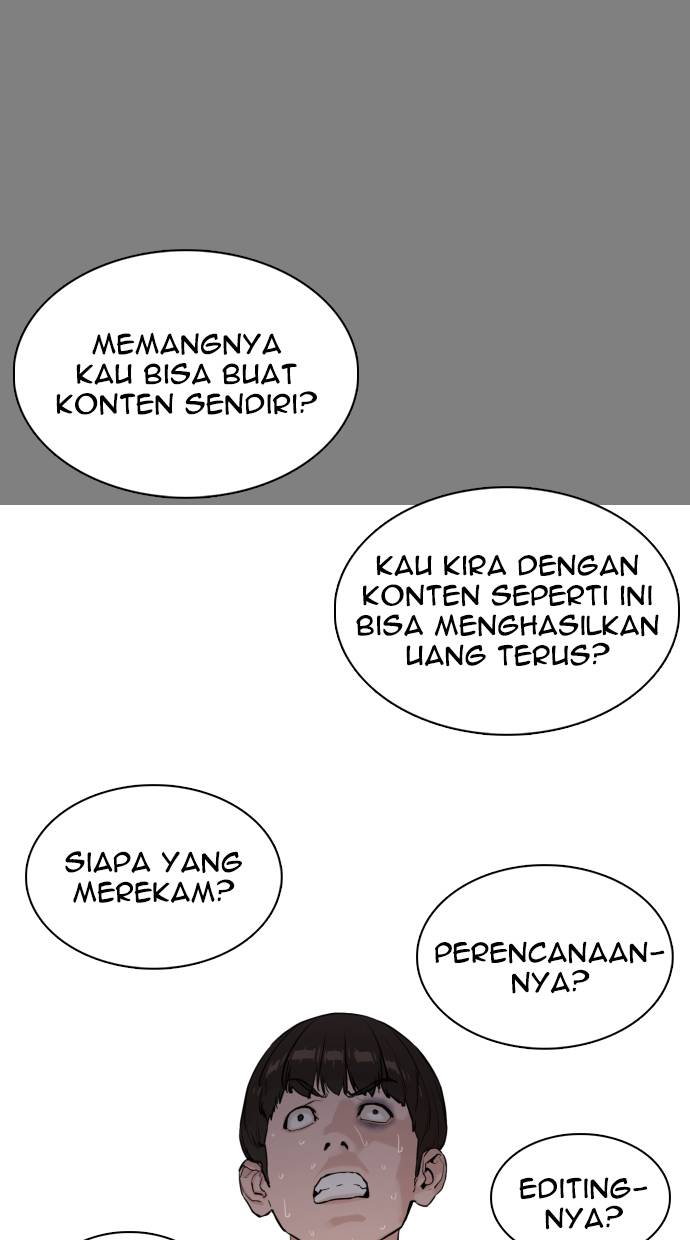 MEMANGNYA
KAU BISA BUAT
KONTEN SENDIRI?
KAU KIRA DENGAN
KONTEN SEPERTI INI
BISA MENGHASILKAN
UANG TERUS?
SIAPA YANG
MEREKAM?
PERENCANAAN-
NYA?
EDITING-
NYA?